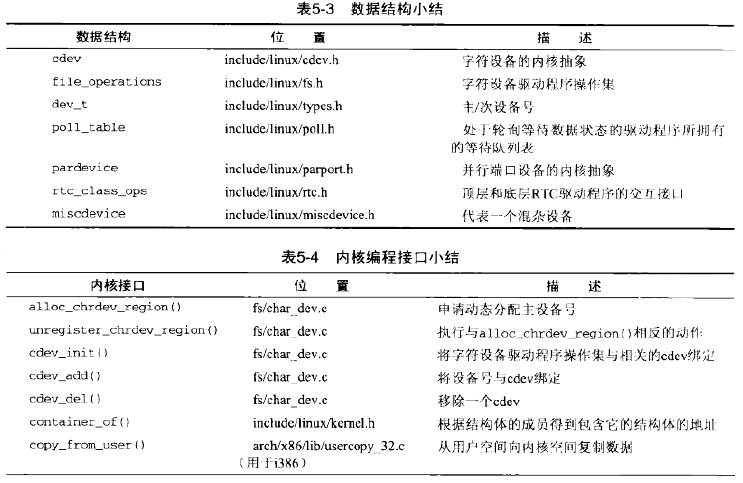 表5-3 数据结构小结
数据结构 位 置 描 述
cdev include/linux/cdev.h 字符设备的内核抽象
file_operations include/linux/fs.h 字符设备驱动程序操作集
dev_t include/linux/types.h 主/次设备号
poll_table include/linux/poll.h 处于轮询等待数据状态的驱动程序所拥有
的等待队列表
pardevice include/linux/parport.h 并行端口设备的内核抽象
rtc_class_ops include/linux/rtc.h 顶层和底层RTC驱动程序的交互接口
miscdevice include/linux/miscdevice.h 代表一个混杂设备
表5-4 内核编程接口小结
内核接口 位 置 描 述
alloc_chrdev_region() fs/char_dev.c 申请动态分配主设备号
unregister_chrdev_region() fs/char_dev.c 执行与alloc_chrdev_region()相反的动作
cdev_init() fs/char_dev.c 将字符设备驱动程序操作集与相关的cdev绑定
cdev_add() fs/char_dev.c 将设备号与cdev绑定
cdev_del() fs/char_dev.c 移除一个cdev
container_of() include/linux/kernel.h 根据结构体的成员得到包含它的结构体的地址
copy_from_user() arch/x86/lib/usercopy_32.c 从用户空间向内核空间复制数据
（用于i386）